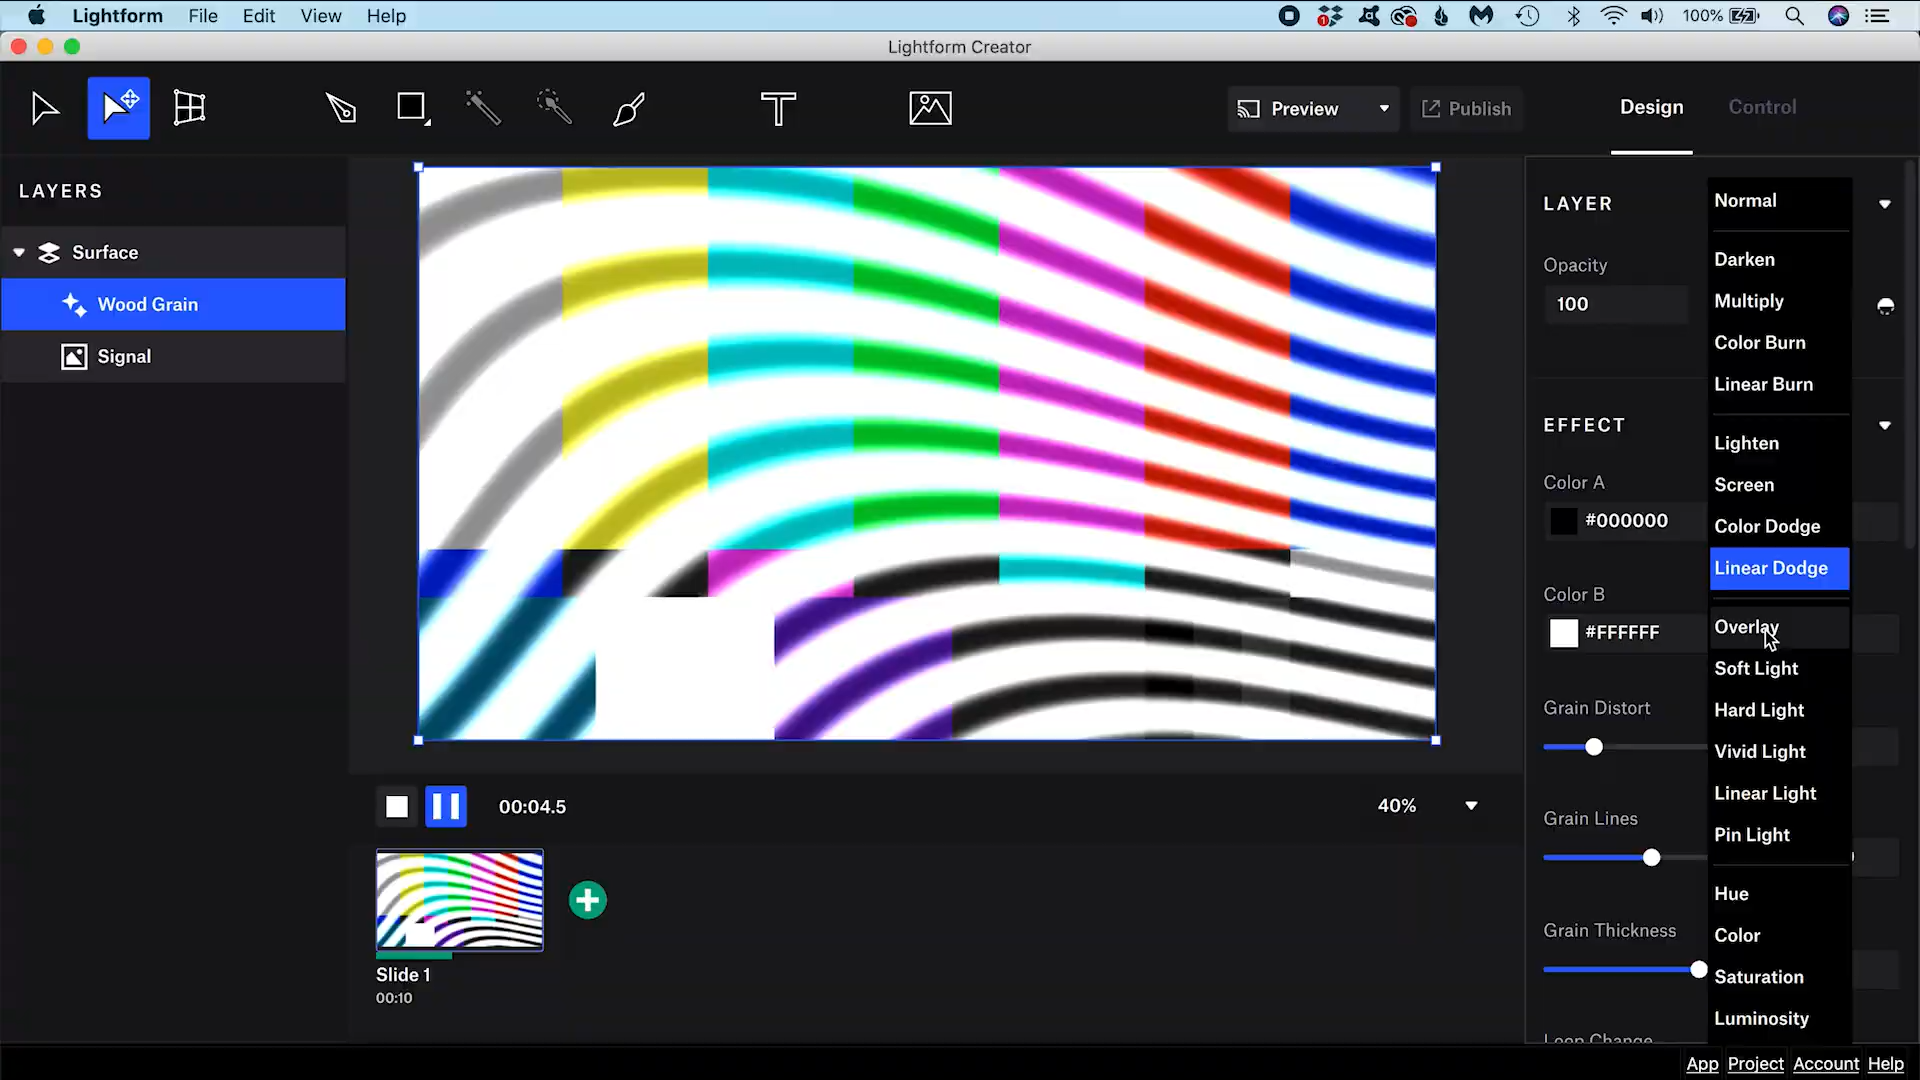 Lightform File Edit View Help
100%
Lightform Creator
Preview
Publish
Design
Control
LAYERS
Surface
Wood Grain
Signal
LAYER
Normal
Opacity
100
Darken
Multiply
Color Burn
Linear Burn
EFFECT
Lighten
Color A
Screen
#000000
Color Dodge
Linear Dodge
Color B
#FFFFFF
Overlay
Soft Light
Grain Distort
Hard Light
Vivid Light
Linear Light
Grain Lines
Pin Light
Hue
Grain Thickness
Color
Saturation
Luminosity
Loop Change
00:04.5
40%
Slide 1
00:10
App Project Account Help